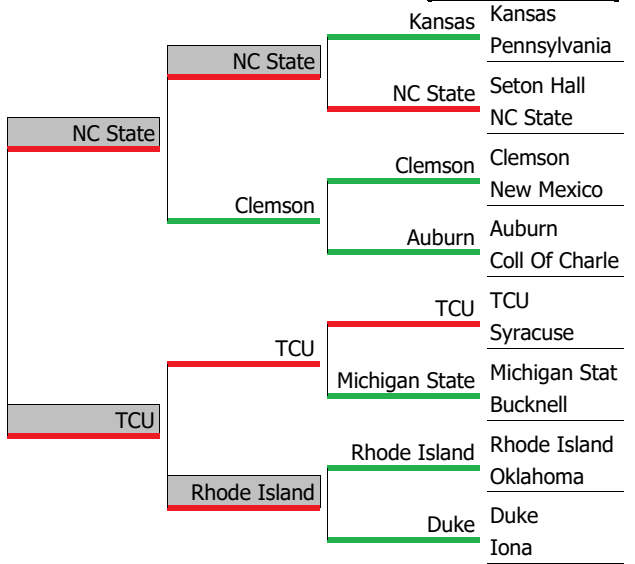 Kansas
Kansas
Pennsylvania
NC State
NC State
Seton Hall
NC State
NC State
Clemson
Clemson
New Mexico
Clemson
Auburn
Auburn
Coll Of Charle
TCU
TCU
Syracuse
TCU
Michigan State
Michigan Stat
Bucknell
TCU
Rhode Island
Rhode Island
Oklahoma
Rhode Island
Duke
Duke
Iona